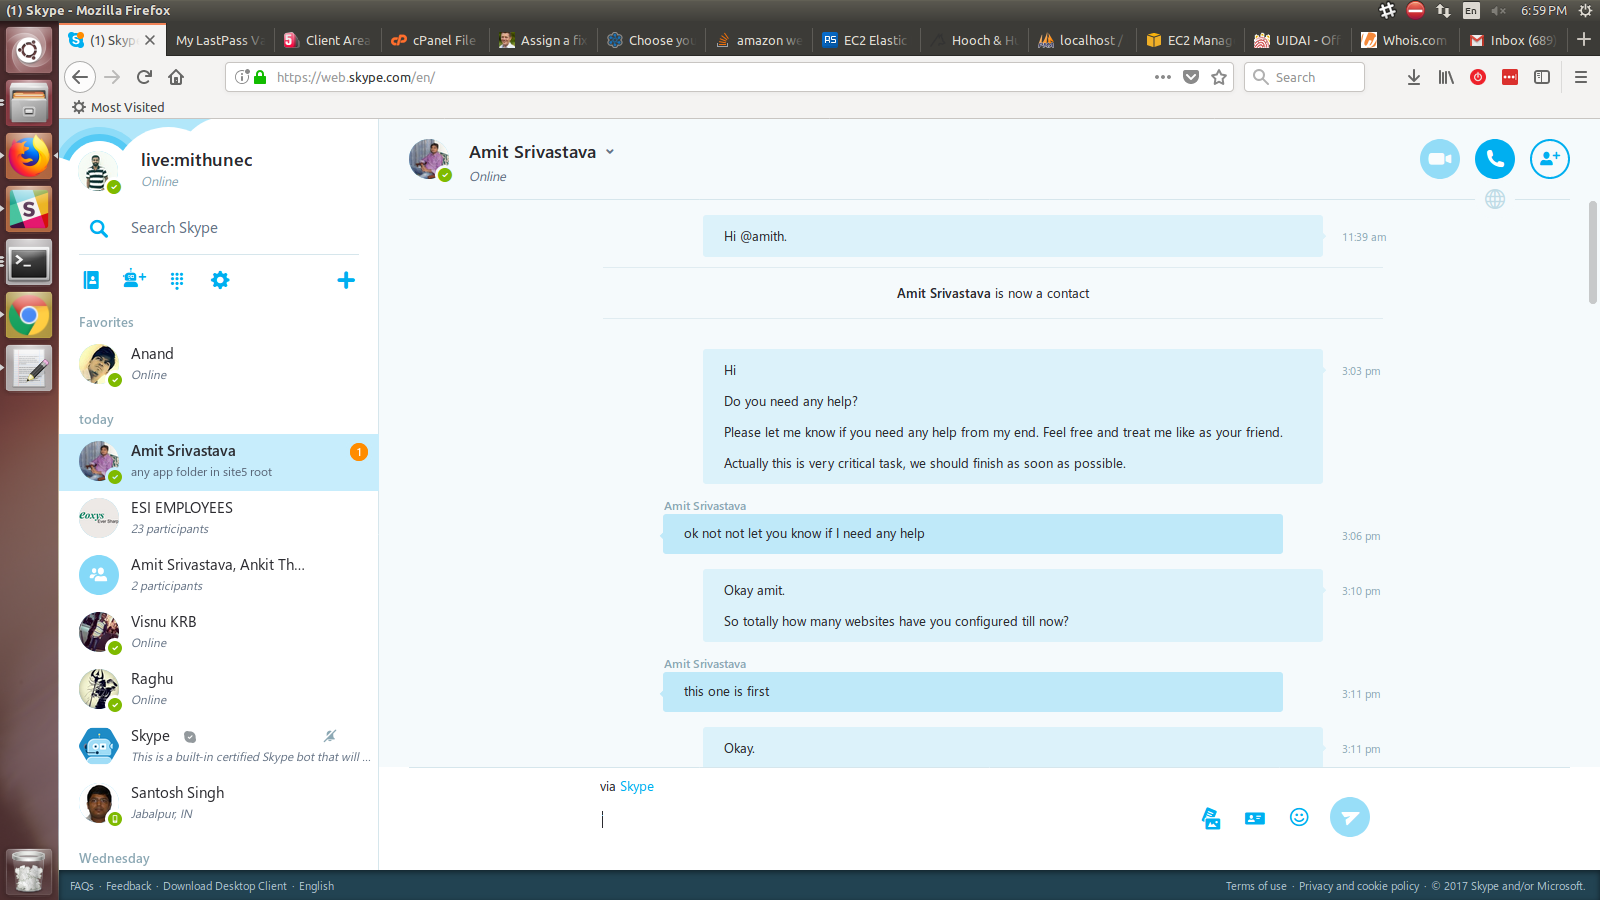 (1) Skype - Mozilla Firefox
En
6:59 PM
(1) Skyp
My LastPass V
Client Area
cPanel File
Assign a fix
Choose you
amazon we
EC2 Elastic
Hooch & Hu
localhost /
EC2 Manag
UIDAI - Off
Whois.com
Inbox (689)
https://web.skype.com/en/
Search
Most Visited
live:mithunec
Online
Search Skype
Favorites
Anand
Online
today
Amit Srivastava
1
any app folder in site5 root
ESI EMPLOYEES
23 participants
eoxys
Ever Sharp
Amit Srivastava, Ankit Th...
2 participants
Visnu KRB
Online
Raghu
Online
Skype
This is a built-in certified Skype bot that will ...
Santosh Singh
Jabalpur, IN
Wednesday
Amit Srivastava
Online
Hi @amith.
11:39 am
Amit Srivastava is now a contact
Hi
3:03 pm
Do you need any help?
Please let me know if you need any help from my end. Feel free and treat me like as your friend.
Actually this is very critical task, we should finish as soon as possible.
Amit Srivastava
ok not not let you know if I need any help
3:06 pm
Okay amit.
3:10 pm
So totally how many websites have you configured till now?
Amit Srivastava
this one is first
3:11 pm
Okay.
3:11 pm
via Skype
FAQs · Feedback · Download Desktop Client · English
Terms of use · Privacy and cookie policy · © 2017 Skype and/or Microsoft.